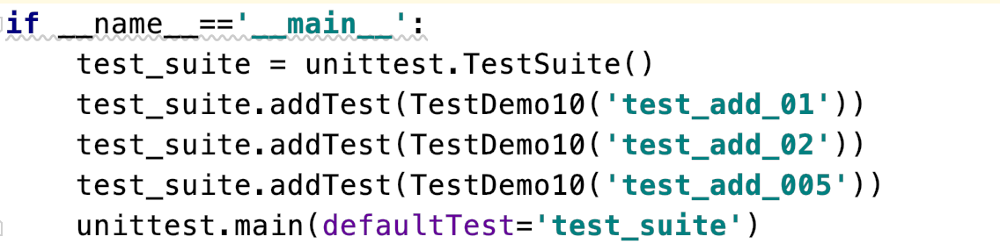 if __name__=='__main__':
    test_suite = unittest.TestSuite()
    test_suite.addTest(TestDemo10('test_add_01'))
    test_suite.addTest(TestDemo10('test_add_02'))
    test_suite.addTest(TestDemo10('test_add_005'))
    unittest.main(defaultTest='test_suite')